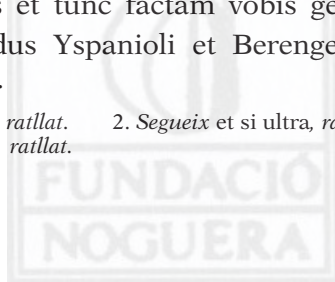 s et tunc factam vobis ge
dus Yspanioli et Berenge
.
ratllat. 2. Segueix et si ultra, ra
ratllat.
FUNDACIÓ
NOGUERA